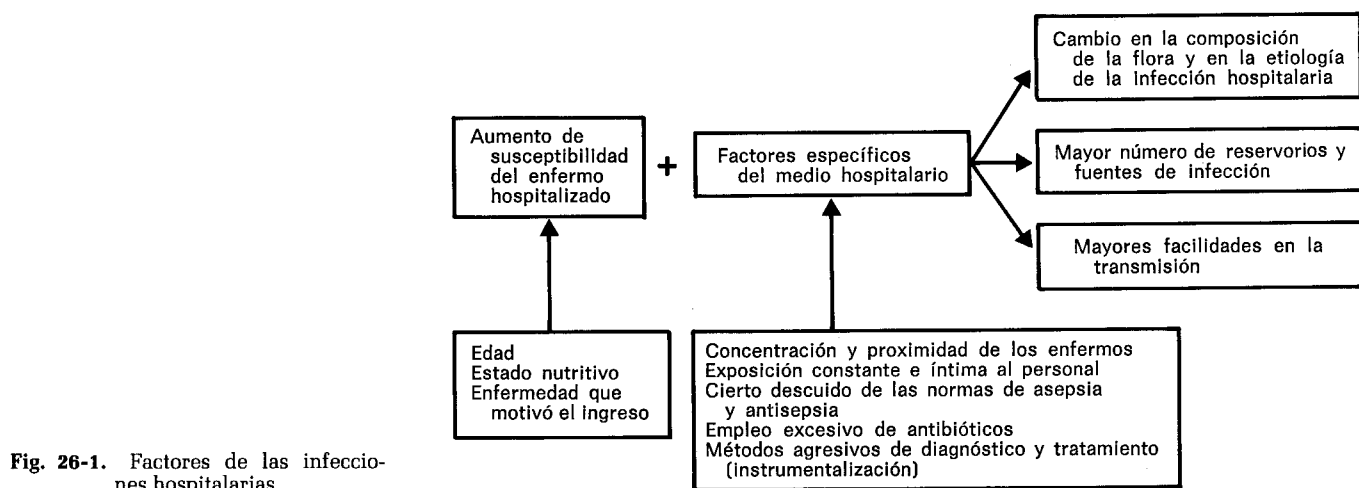 Cambio en la composición
de la flora y en la etiología
de la infección hospitalaria
Aumento de
susceptibilidad
del enfermo
hospitalizado
+
Factores específicos
del medio hospitalario
Mayor número de reservorios y
fuentes de infección
Mayores facilidades en la
transmisión
Edad
Estado nutritivo
Enfermedad que
motivó el ingreso
Concentración y proximidad de los enfermos
Exposición constante e íntima al personal
Cierto descuido de las normas de asepsia
y antisepsia
Empleo excesivo de antibióticos
Métodos agresivos de diagnóstico y tratamiento
(instrumentalización)
Fig. 26-1. Factores de las infeccio-
nes hospitalarias